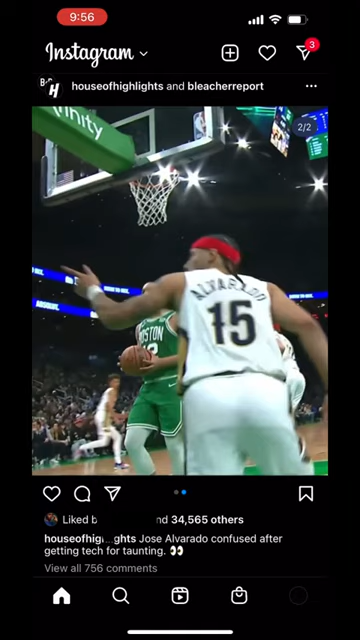 9:56
Instagram
3
houseofhighlights and bleacherreport
2/2
finity
ALVARADO
15
Liked b nd 34,565 others
houseofhig ghts Jose Alvarado confused after
getting tech for taunting. 👀
View all 756 comments